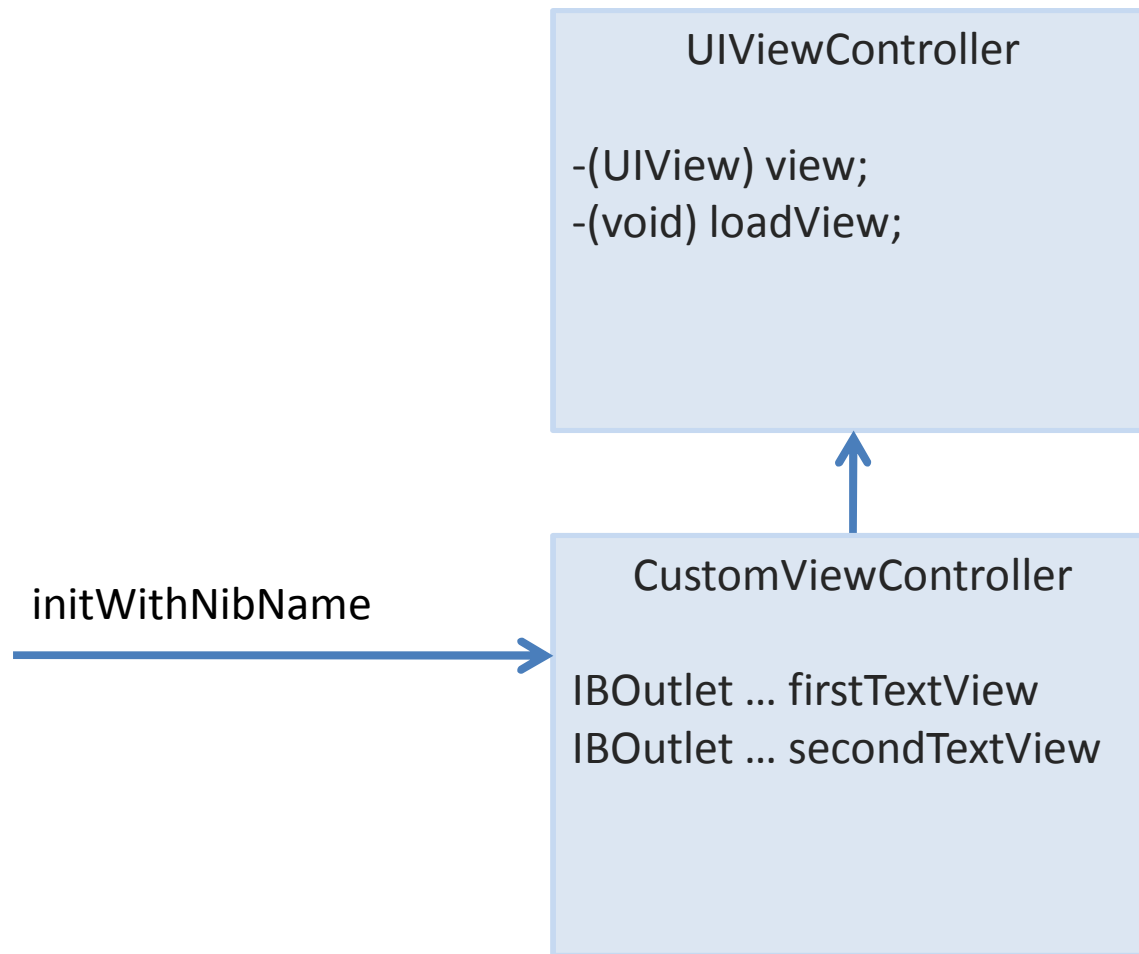 UIViewController
-(UIView) view;
-(void) loadView;
initWithNibName
CustomViewController
IBOutlet … firstTextView
IBOutlet … secondTextView